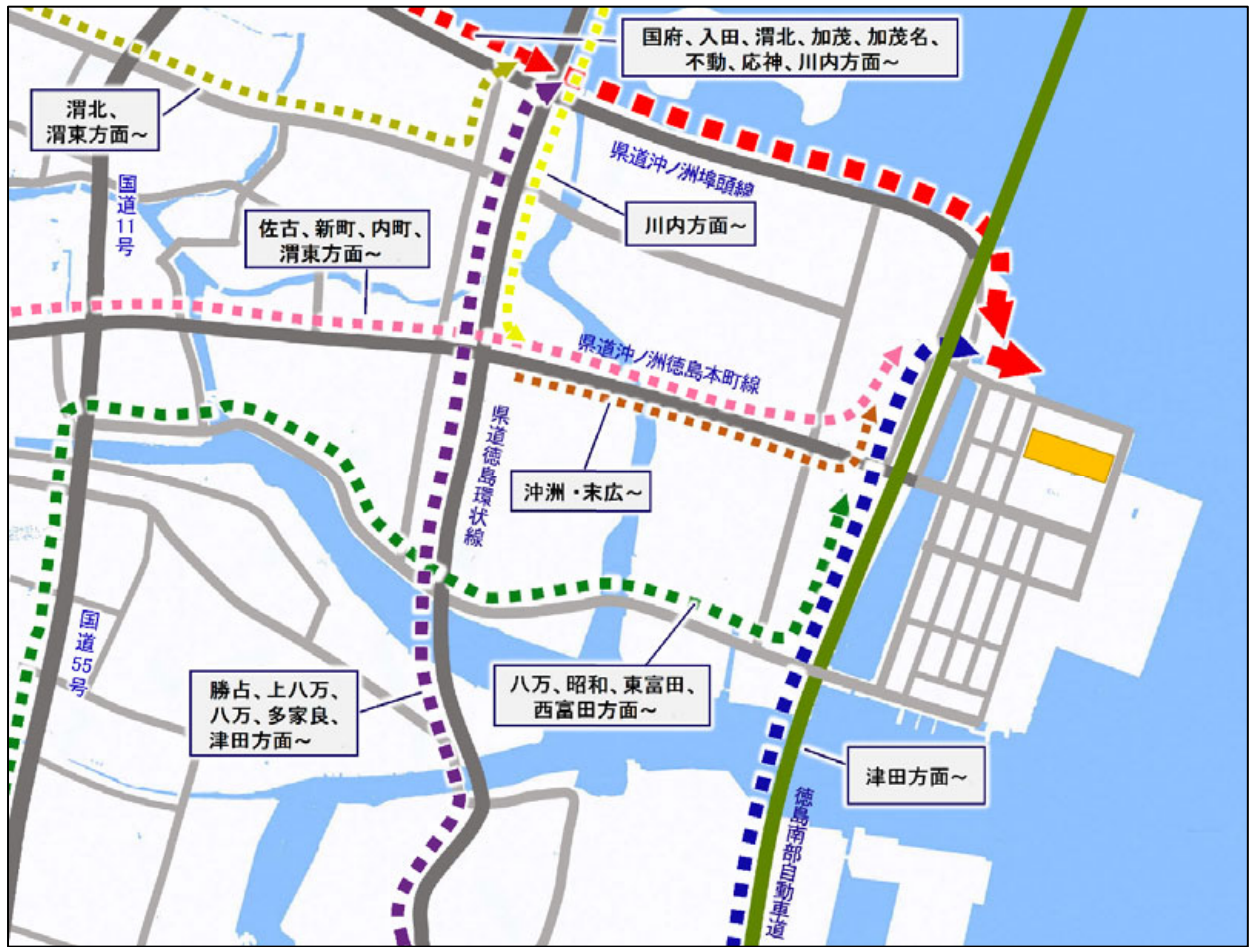 国府、入田、渭北、加茂、加茂名、
不動、応神、川内方面～
渭北、
渭東方面～
県道沖ノ洲埠頭線
国道11号
佐古、新町、内町、
渭東方面～
川内方面～
県道沖ノ洲徳島本町線
県道徳島環状線
沖洲・末広～
国道55号
勝占、上八万、
八万、多家良、
津田方面～
八万、昭和、東富田、
西富田方面～
津田方面～
徳島南部自動車道